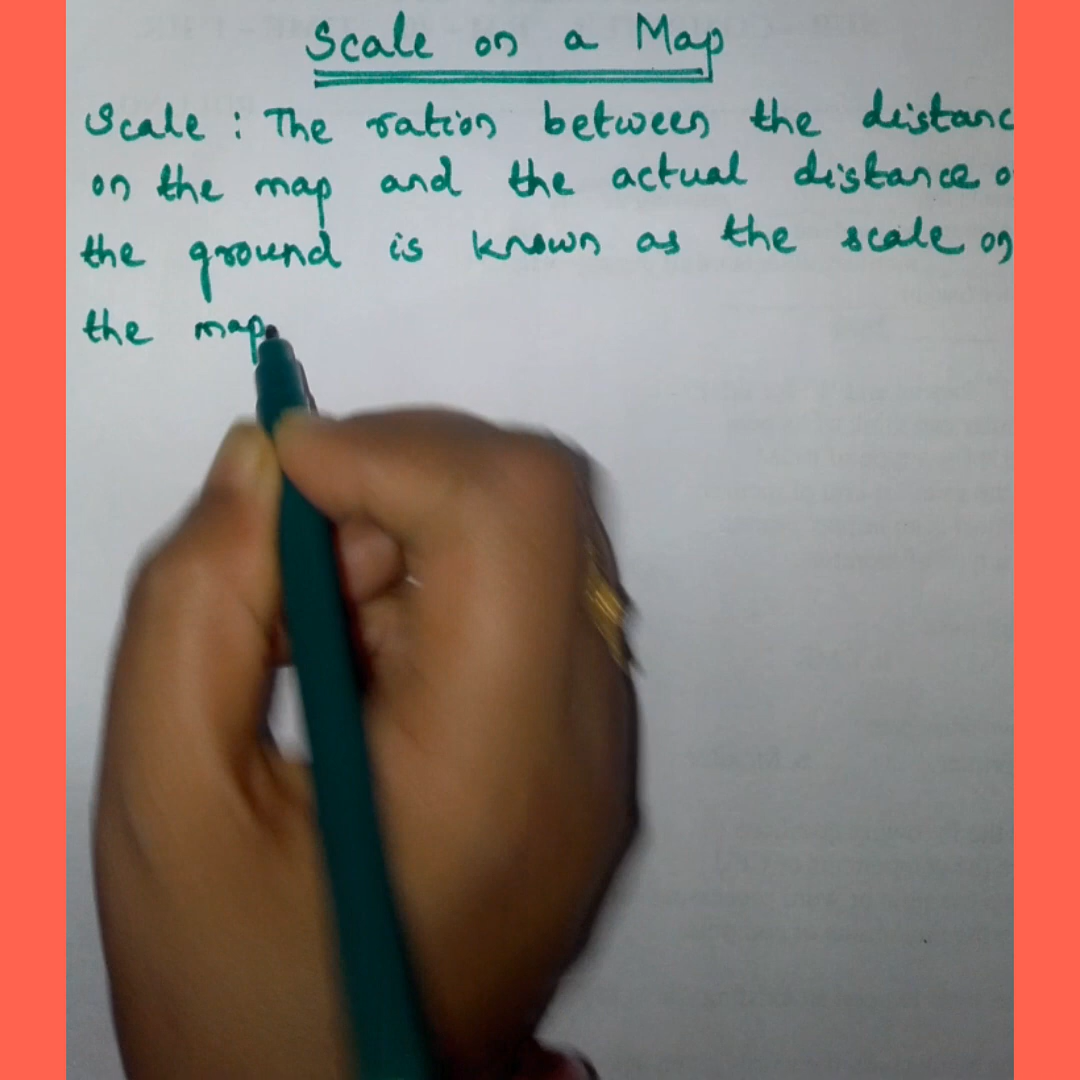 Scale on a Map
Scale : The ration between the distanc
on the map and the actual distance o
the ground is known as the scale on
the map